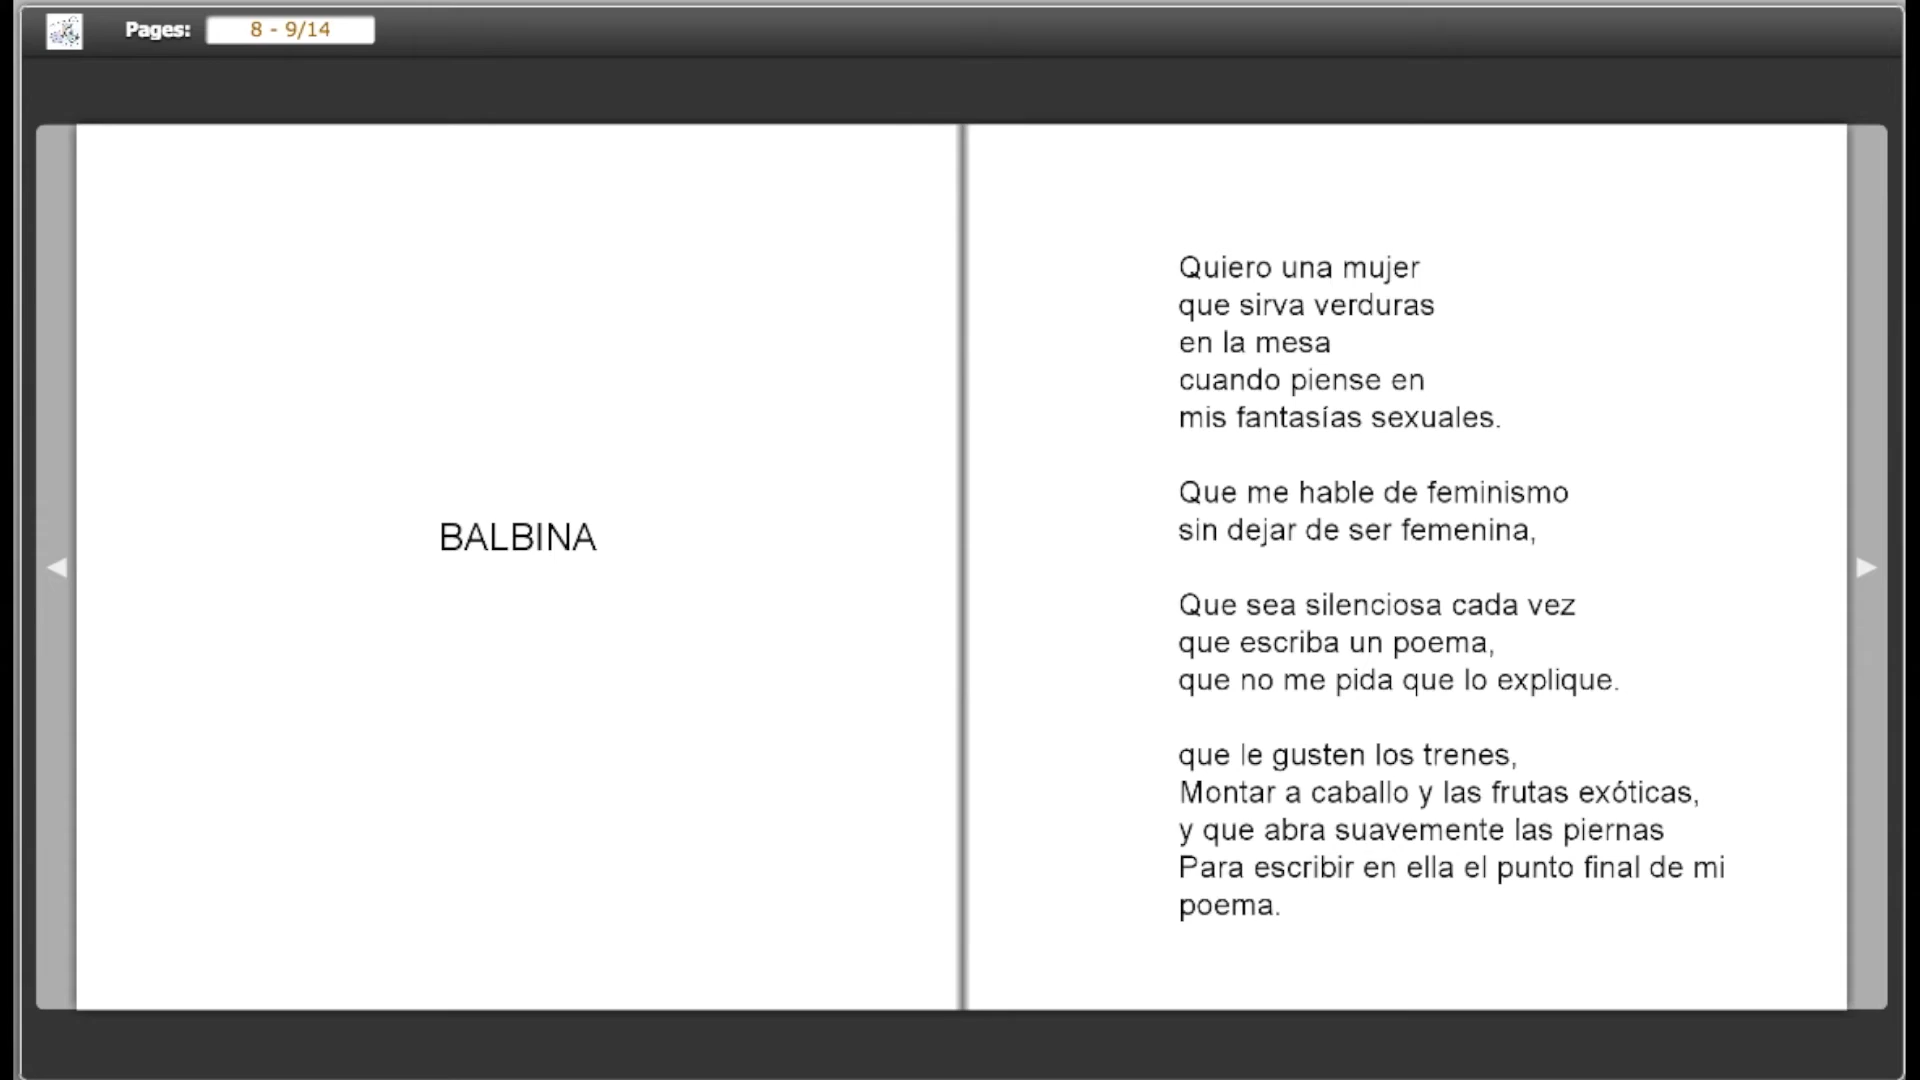 Pages: 8 - 9/14
BALBINA
Quiero una mujer
que sirva verduras
en la mesa
cuando piense en
mis fantasías sexuales.
Que me hable de feminismo
sin dejar de ser femenina,
Que sea silenciosa cada vez
que escriba un poema,
que no me pida que lo explique.
que le gusten los trenes,
Montar a caballo y las frutas exóticas,
y que abra suavemente las piernas
Para escribir en ella el punto final de mi
poema.